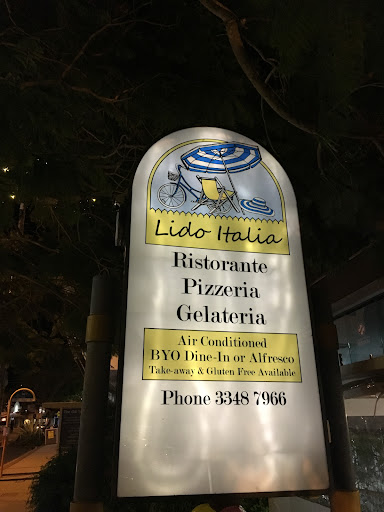 Lido Italia
Ristorante
Pizzeria
Gelateria
Air Conditioned
BYO Dine-In or Alfresco
Take-away & Gluten Free Available
Phone 3348 7966